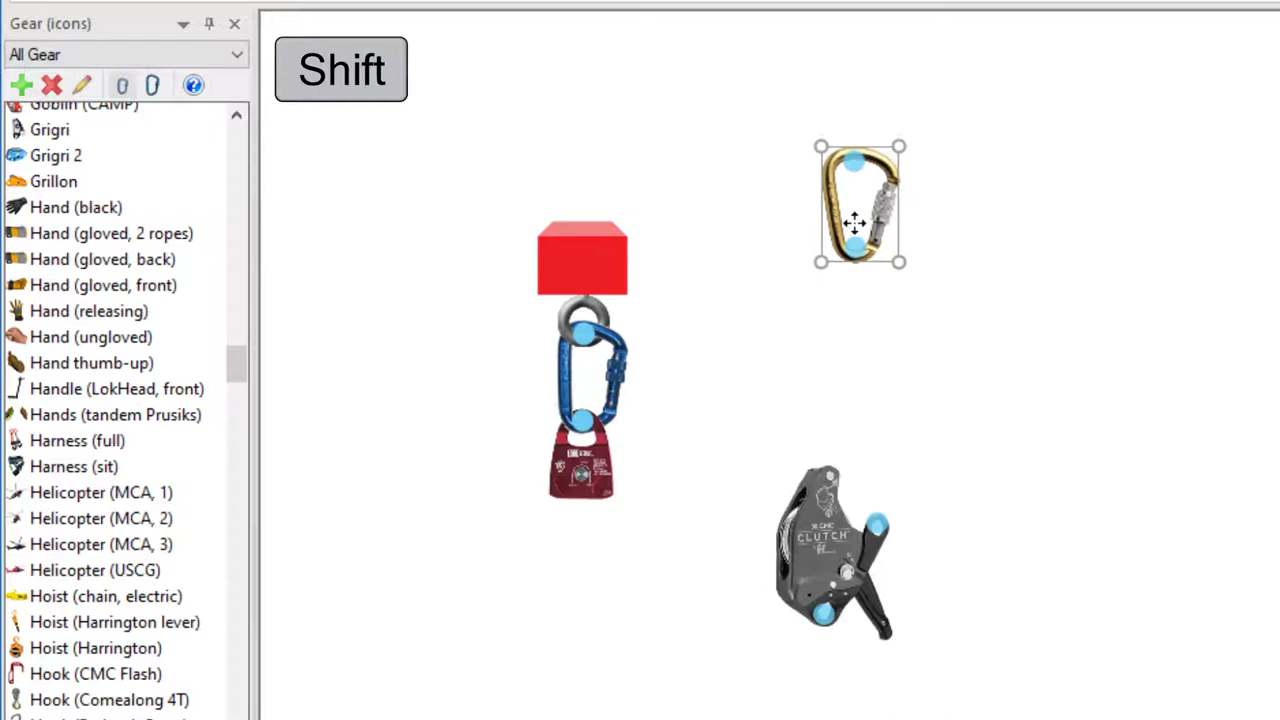 Gear (icons)
All Gear
Shift
Goblin (CAMP)
Grigri
Grigri 2
Grillon
Hand (black)
Hand (gloved, 2 ropes)
Hand (gloved, back)
Hand (gloved, front)
Hand (releasing)
Hand (ungloved)
Hand thumb-up)
Handle (LokHead, front)
Hands (tandem Prusiks)
Harness (full)
Harness (sit)
Helicopter (MCA, 1)
Helicopter (MCA, 2)
Helicopter (MCA, 3)
Helicopter (USCG)
Hoist (chain, electric)
Hoist (Harrington lever)
Hoist (Harrington)
Hook (CMC Flash)
Hook (Comealong 4T)
CMC
CLUTCH